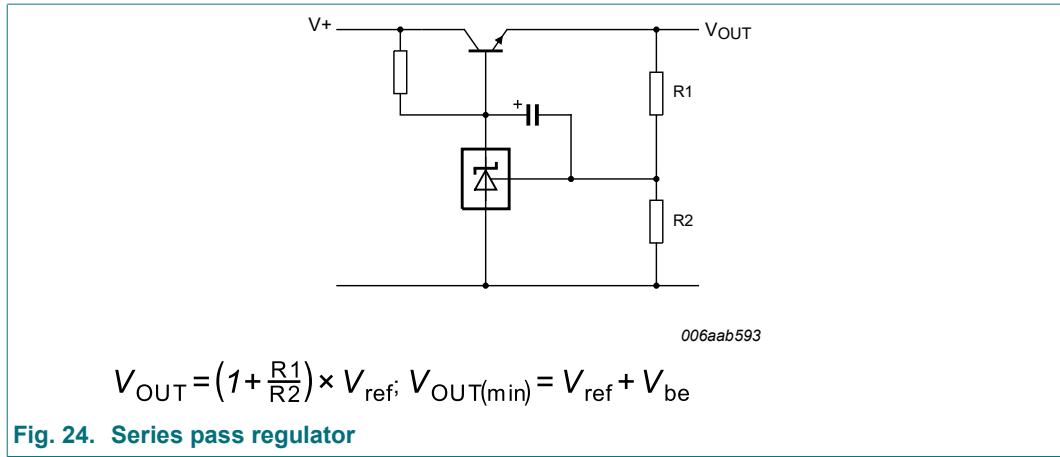 V+
VOUT
R1
+
R2
006aab593
VOUT = (1 + R1/R2) × Vref; VOUT(min) = Vref + Vbe
Fig. 24. Series pass regulator